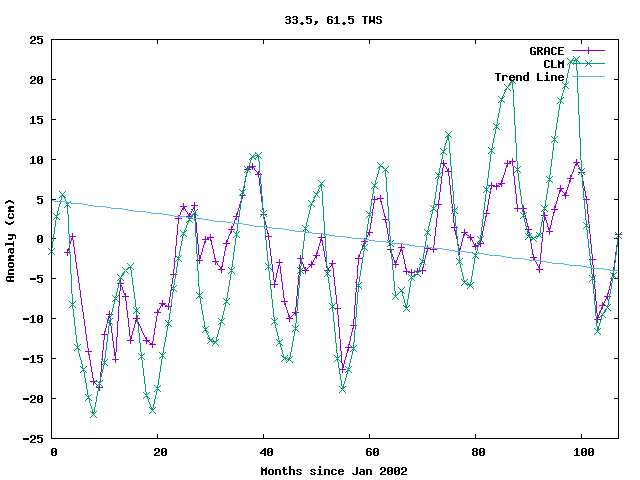 33.5, 61.5 TWS
GRACE
CLM
Trend Line
25
20
15
10
5
0
-5
-10
-15
-20
-25
Anomaly (cm)
0 20 40 60 80 100
Months since Jan 2002